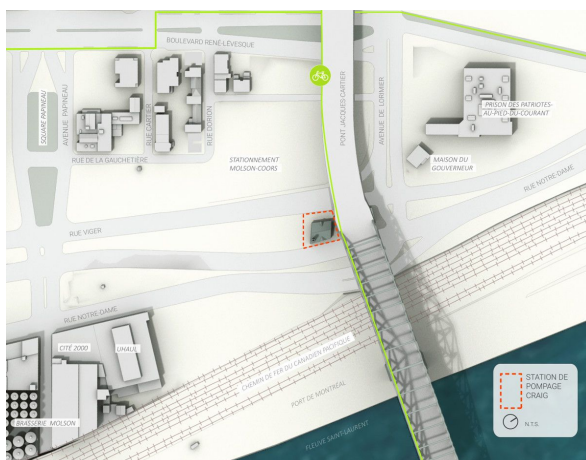 BOULEVARD RENÉ-LÉVESQUE
SQUARE PAPINEAU
AVENUE PAPINEAU
RUE CARTIER
RUE DORION
PONT JACQUES-CARTIER
AVENUE DE LORIMIER
PRISON DES PATRIOTES-
AU-PIED-DU-COURANT
RUE DE LA GAUCHETIÈRE
STATIONNEMENT
MOLSON-COORS
MAISON DU
GOUVERNEUR
RUE NOTRE-DAME
RUE VIGER
RUE NOTRE-DAME
CITÉ 2000
UHAUL
CHEMIN DE FER DU CANADIEN PACIFIQUE
PORT DE MONTRÉAL
BRASSERIE MOLSON
FLEUVE SAINT-LAURENT
STATION DE
POMPAGE
CRAIG
N.T.S.